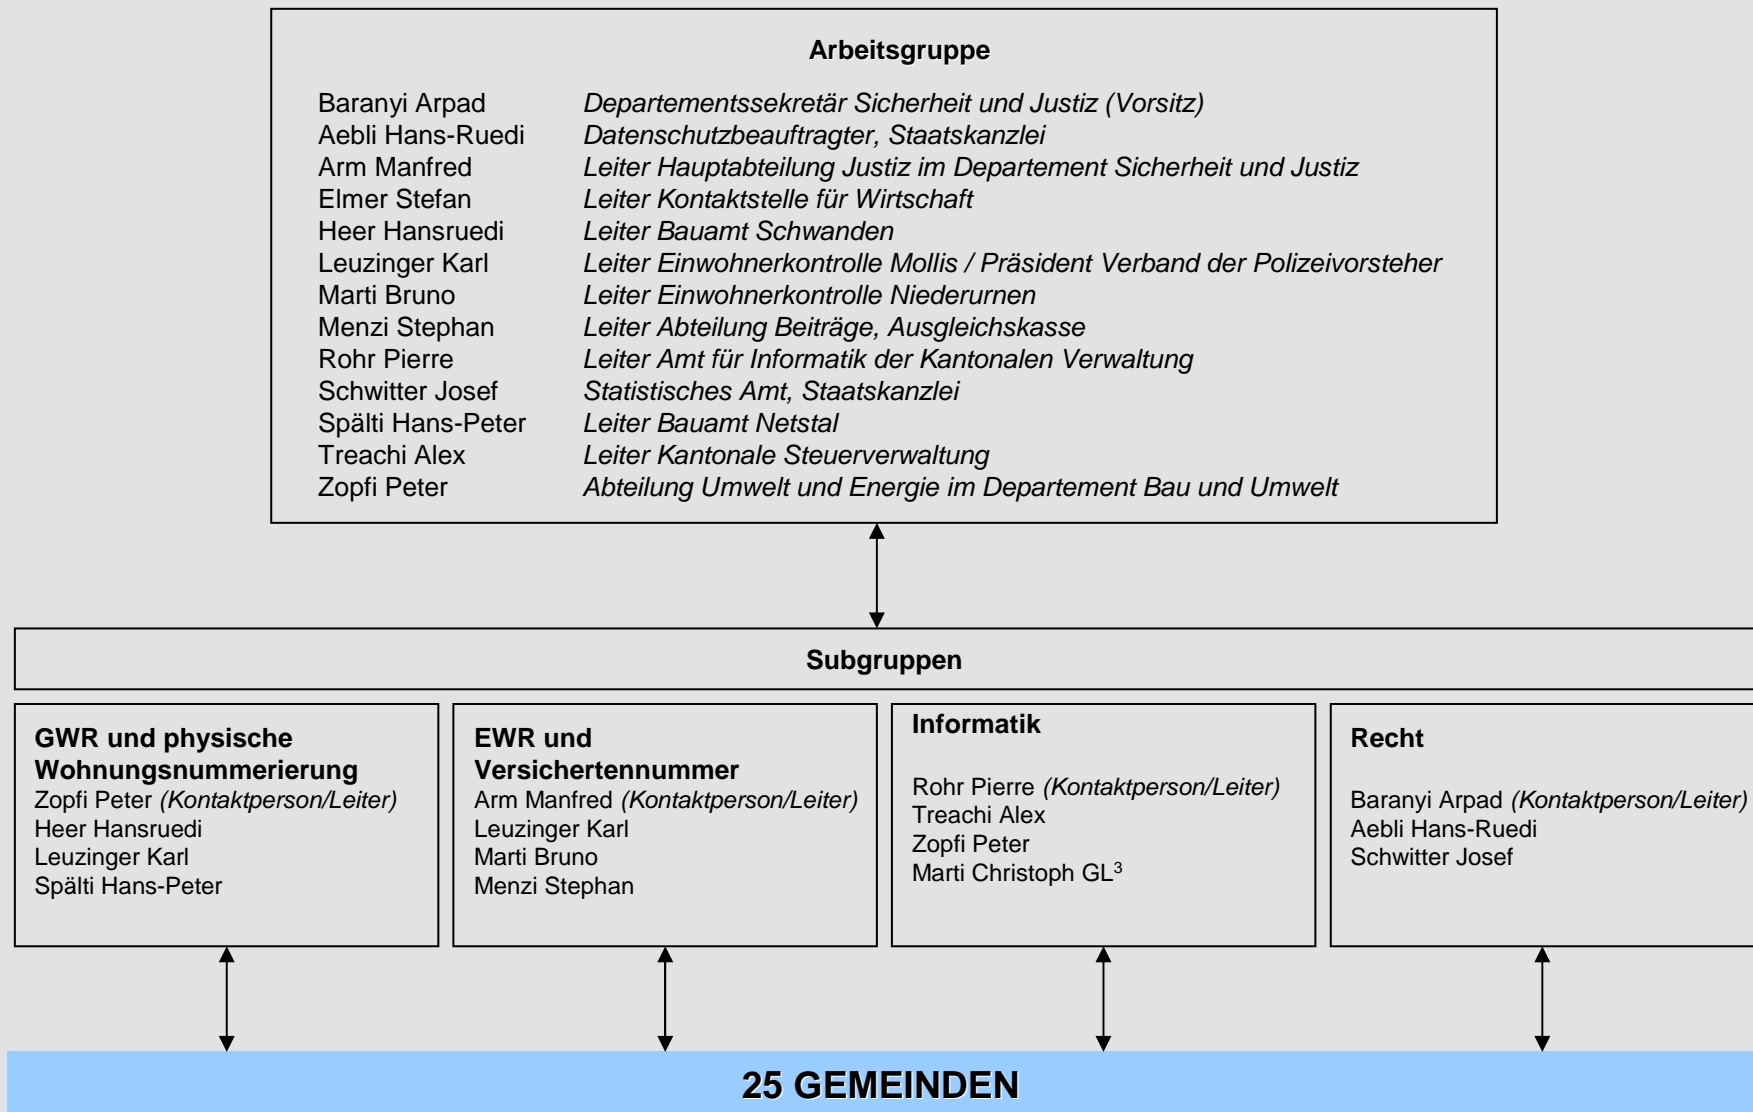 Arbeitsgruppe
Baranyi Arpad Departementssekretär Sicherheit und Justiz (Vorsitz)
Aebli Hans-Ruedi Datenschutzbeauftragter, Staatskanzlei
Arm Manfred Leiter Hauptabteilung Justiz im Departement Sicherheit und Justiz
Elmer Stefan Leiter Kontaktstelle für Wirtschaft
Heer Hansruedi Leiter Bauamt Schwanden
Leuzinger Karl Leiter Einwohnerkontrolle Mollis / Präsident Verband der Polizeivorsteher
Marti Bruno Leiter Einwohnerkontrolle Niederurnen
Menzi Stephan Leiter Abteilung Beiträge, Ausgleichskasse
Rohr Pierre Leiter Amt für Informatik der Kantonalen Verwaltung
Schwitter Josef Statistisches Amt, Staatskanzlei
Spälti Hans-Peter Leiter Bauamt Netstal
Treachi Alex Leiter Kantonale Steuerverwaltung
Zopfi Peter Abteilung Umwelt und Energie im Departement Bau und Umwelt
Subgruppen
GWR und physische
Wohnungsnummerierung
Zopfi Peter (Kontaktperson/Leiter)
Heer Hansruedi
Leuzinger Karl
Spälti Hans-Peter
EWR und
Versichertennummer
Arm Manfred (Kontaktperson/Leiter)
Leuzinger Karl
Marti Bruno
Menzi Stephan
Informatik
Rohr Pierre (Kontaktperson/Leiter)
Treachi Alex
Zopfi Peter
Marti Christoph GL³
Recht
Baranyi Arpad (Kontaktperson/Leiter)
Aebli Hans-Ruedi
Schwitter Josef
25 GEMEINDEN